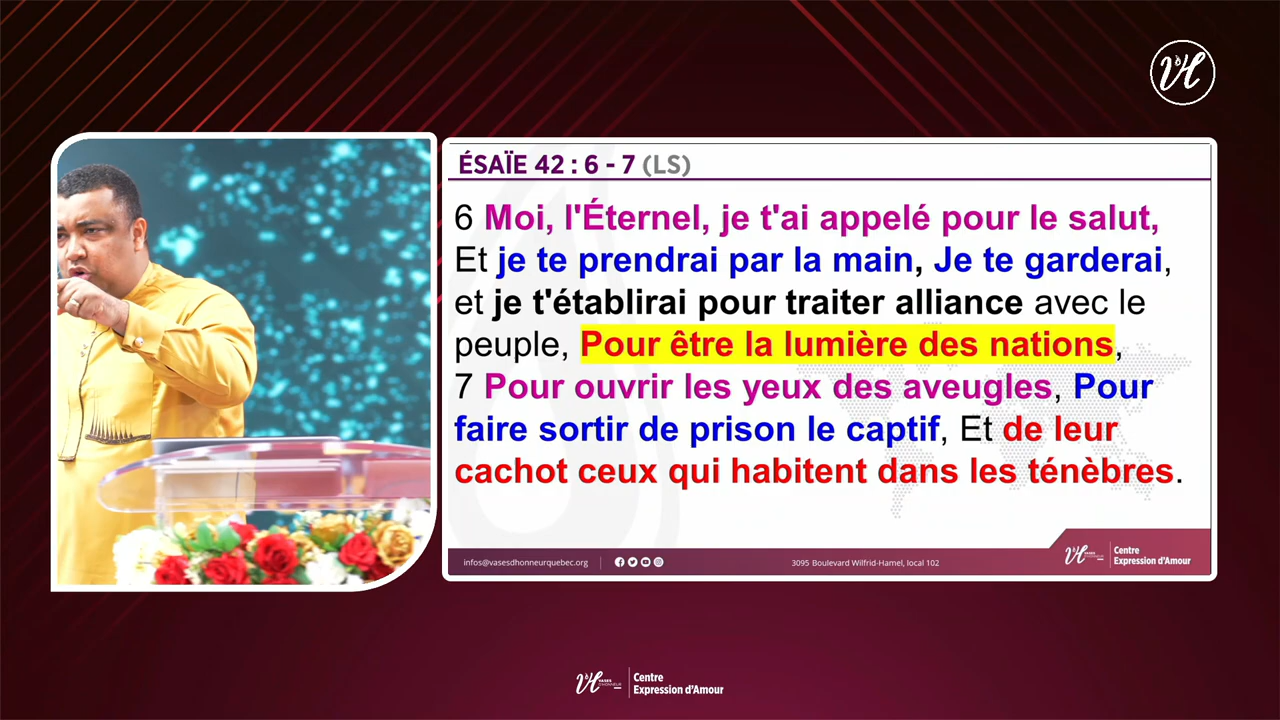 V'H
ÉSAÏE 42 : 6 - 7 (LS)
6 Moi, l'Éternel, je t'ai appelé pour le salut,
Et je te prendrai par la main, Je te garderai,
et je t'établirai pour traiter alliance avec le
peuple, Pour être la lumière des nations,
7 Pour ouvrir les yeux des aveugles, Pour
faire sortir de prison le captif, Et de leur
cachot ceux qui habitent dans les ténèbres.
infos@vasesdhonneurquebec.org
3095 Boulevard Wilfrid-Hamel, local 102
Centre
Expression d'Amour
Centre
Expression d'Amour